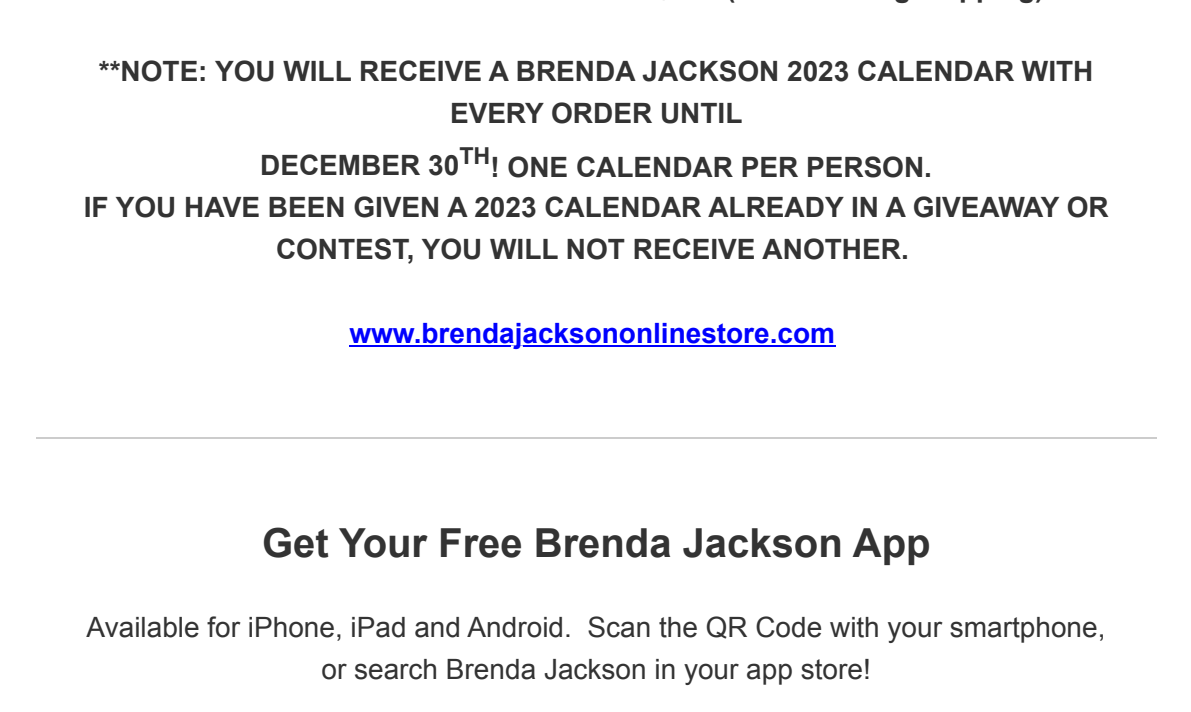 **NOTE: YOU WILL RECEIVE A BRENDA JACKSON 2023 CALENDAR WITH
EVERY ORDER UNTIL
DECEMBER 30TH! ONE CALENDAR PER PERSON.
IF YOU HAVE BEEN GIVEN A 2023 CALENDAR ALREADY IN A GIVEAWAY OR
CONTEST, YOU WILL NOT RECEIVE ANOTHER.
www.brendajacksononlinestore.com
Get Your Free Brenda Jackson App
Available for iPhone, iPad and Android.  Scan the QR Code with your smartphone,
or search Brenda Jackson in your app store!